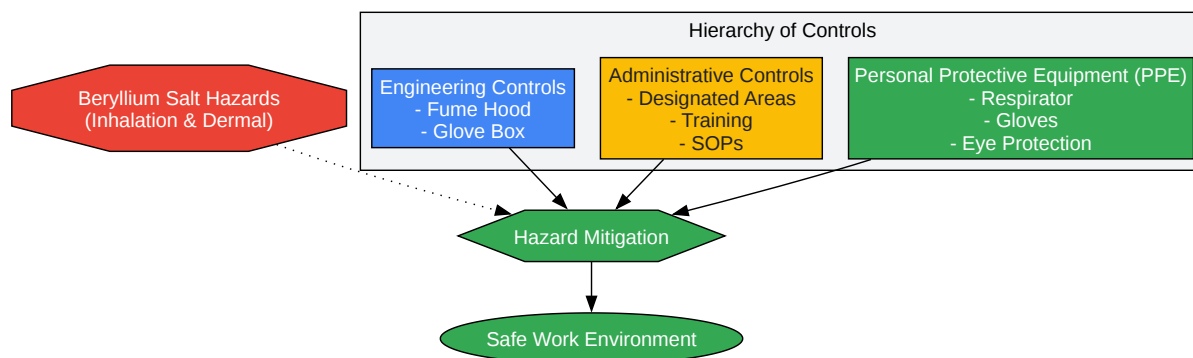 Hierarchy of Controls
Beryllium Salt Hazards
(Inhalation & Dermal)
Engineering Controls
- Fume Hood
- Glove Box
Administrative Controls
- Designated Areas
- Training
- SOPs
Personal Protective Equipment (PPE)
- Respirator
- Gloves
- Eye Protection
Hazard Mitigation
Safe Work Environment